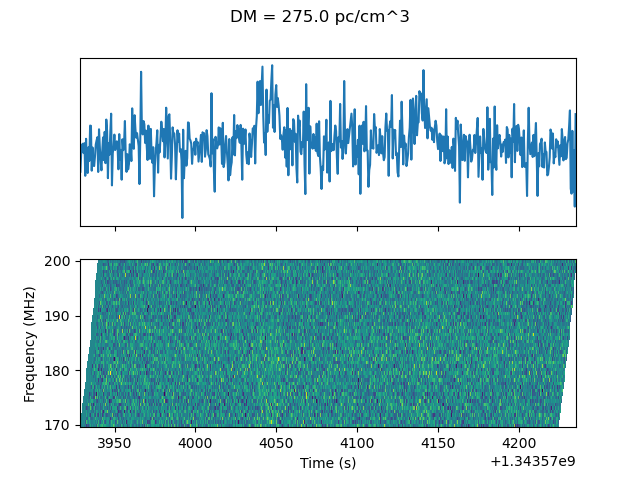 DM = 275.0 pc/cm^3
200
190
180
170
Frequency (MHz)
3950 4000 4050 4100 4150 4200
Time (s)
+1.34357e9